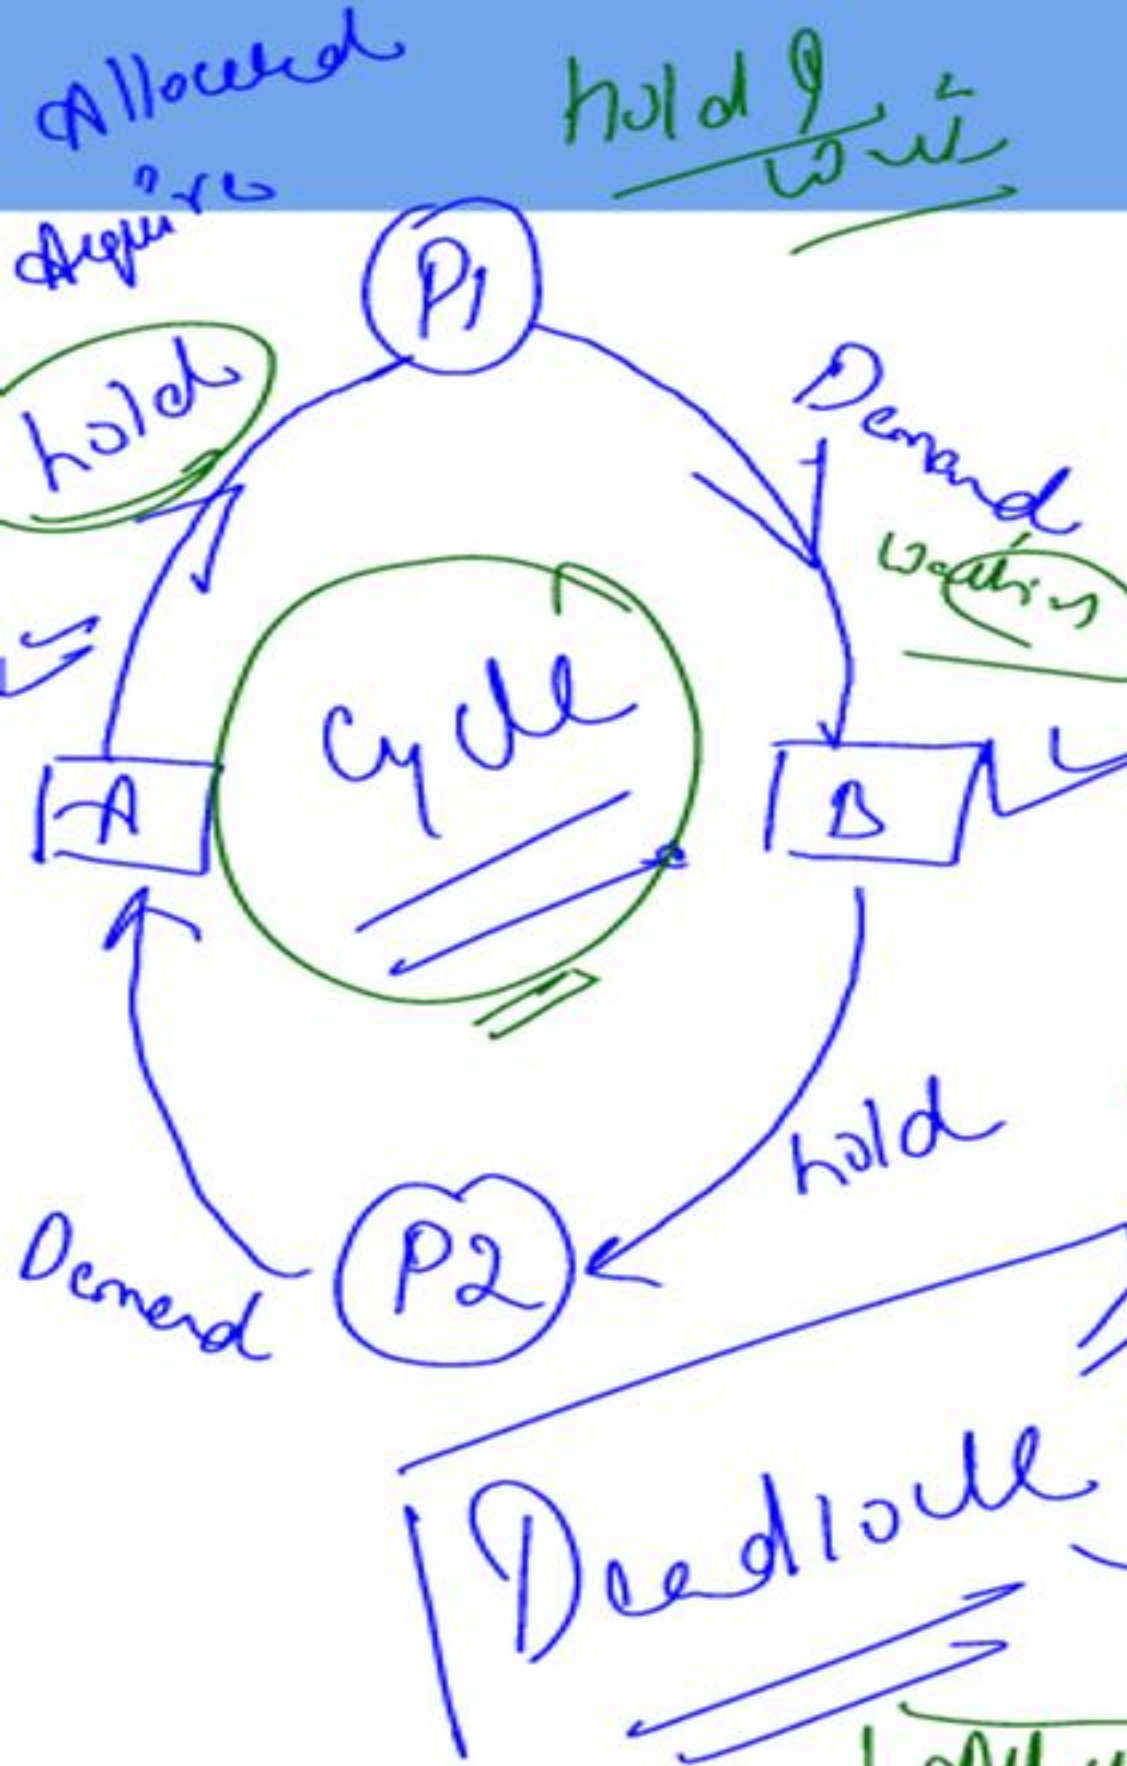 Allocated
hold &
wait
Acquire
P1
hold
Demand
Waiting
Cycle
A
B
hold
P2
Demand
Deadlock